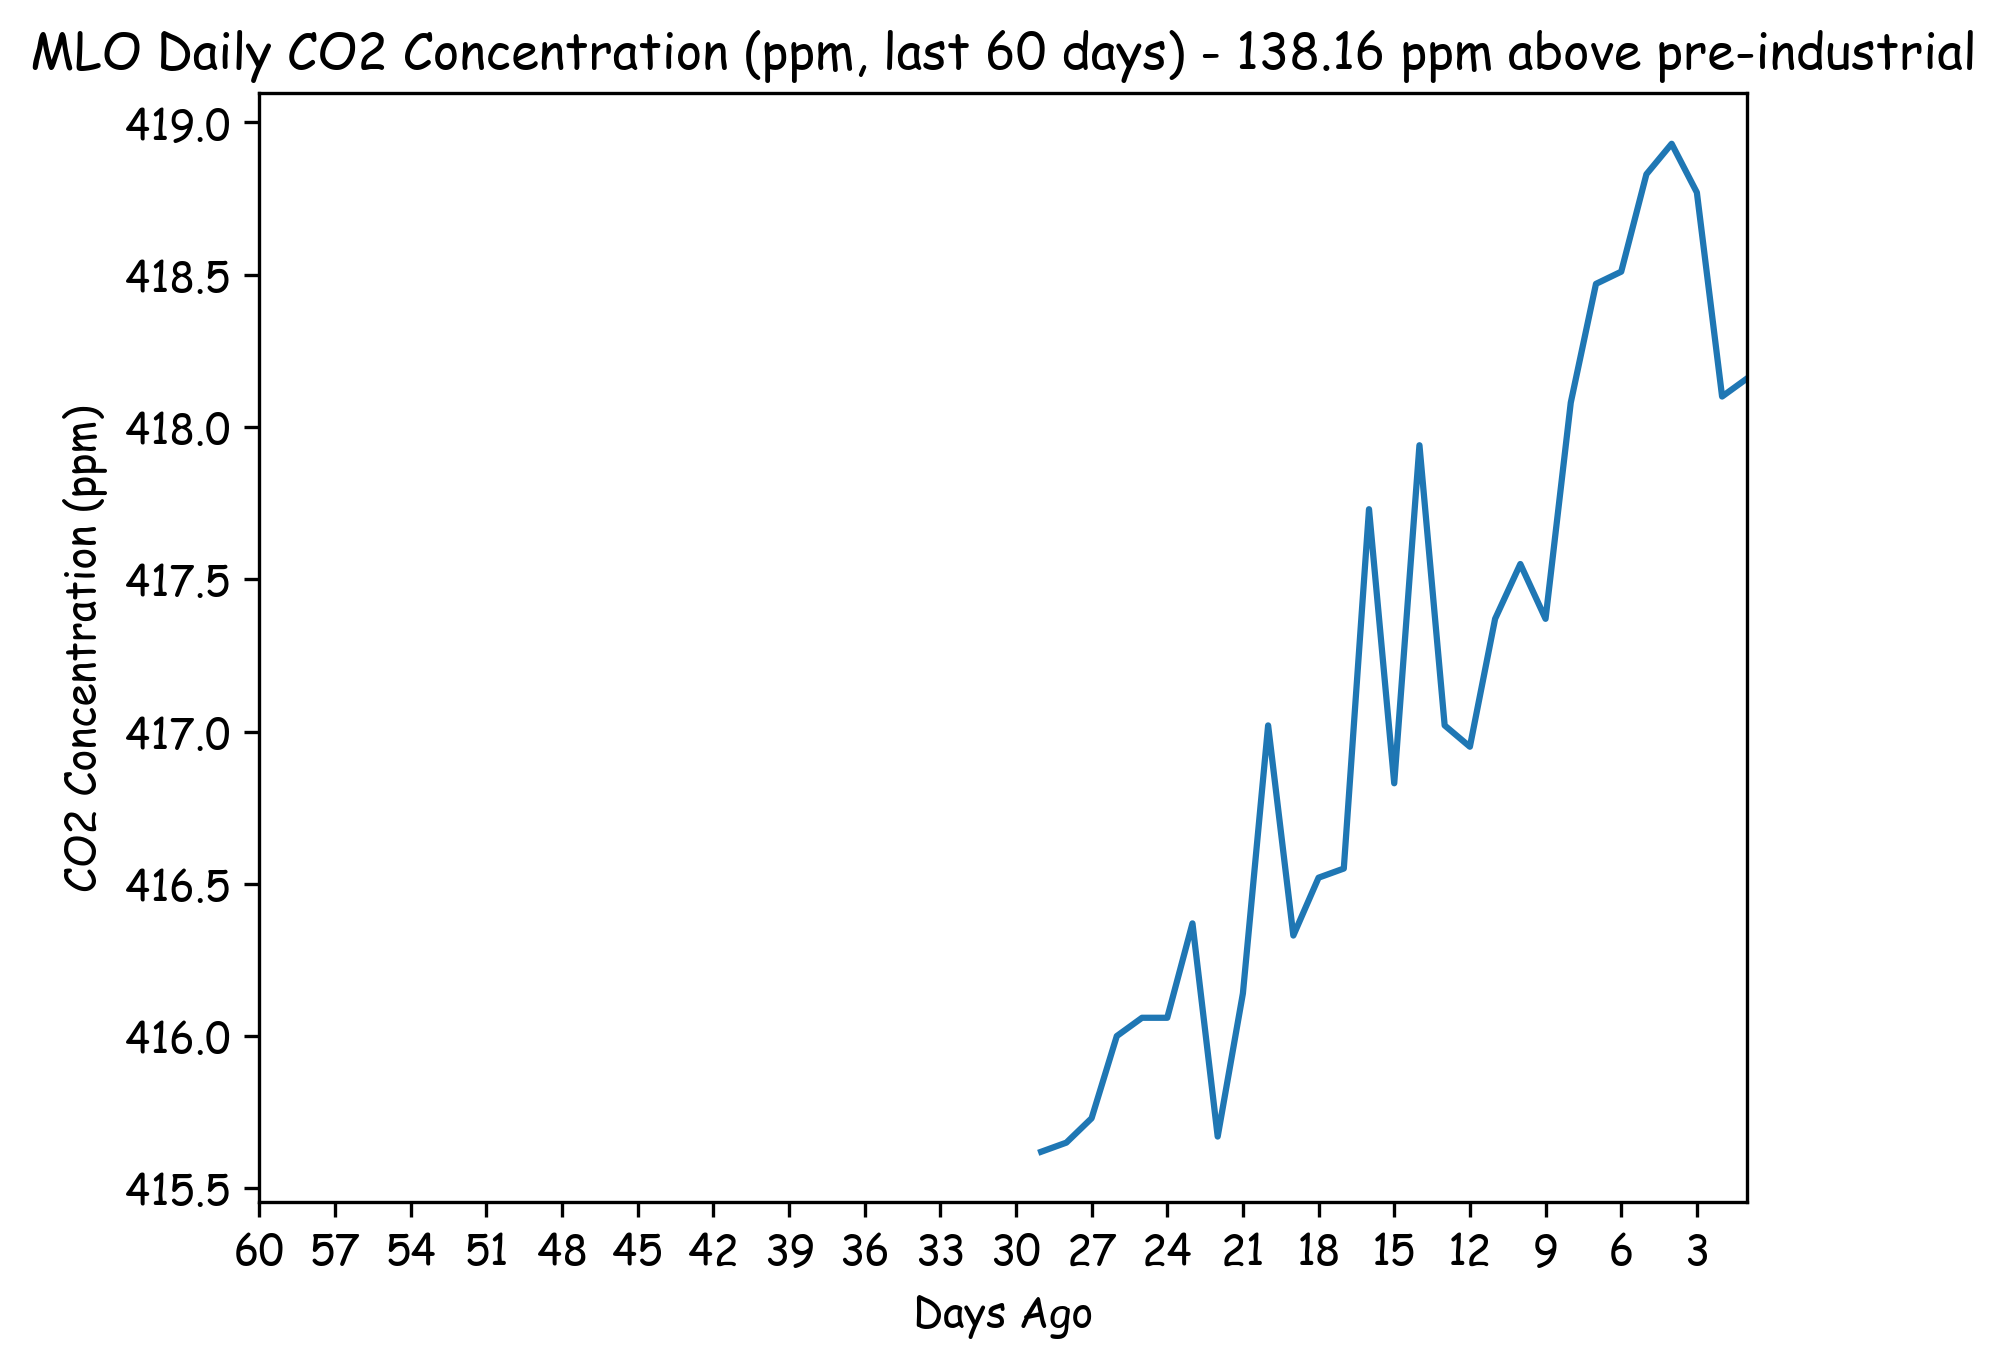 MLO Daily CO2 Concentration (ppm, last 60 days) - 138.16 ppm above pre-industrial
419.0
418.5
418.0
417.5
417.0
416.5
416.0
415.5
CO2 Concentration (ppm)
60 57 54 51 48 45 42 39 36 33 30 27 24 21 18 15 12 9 6 3
Days Ago